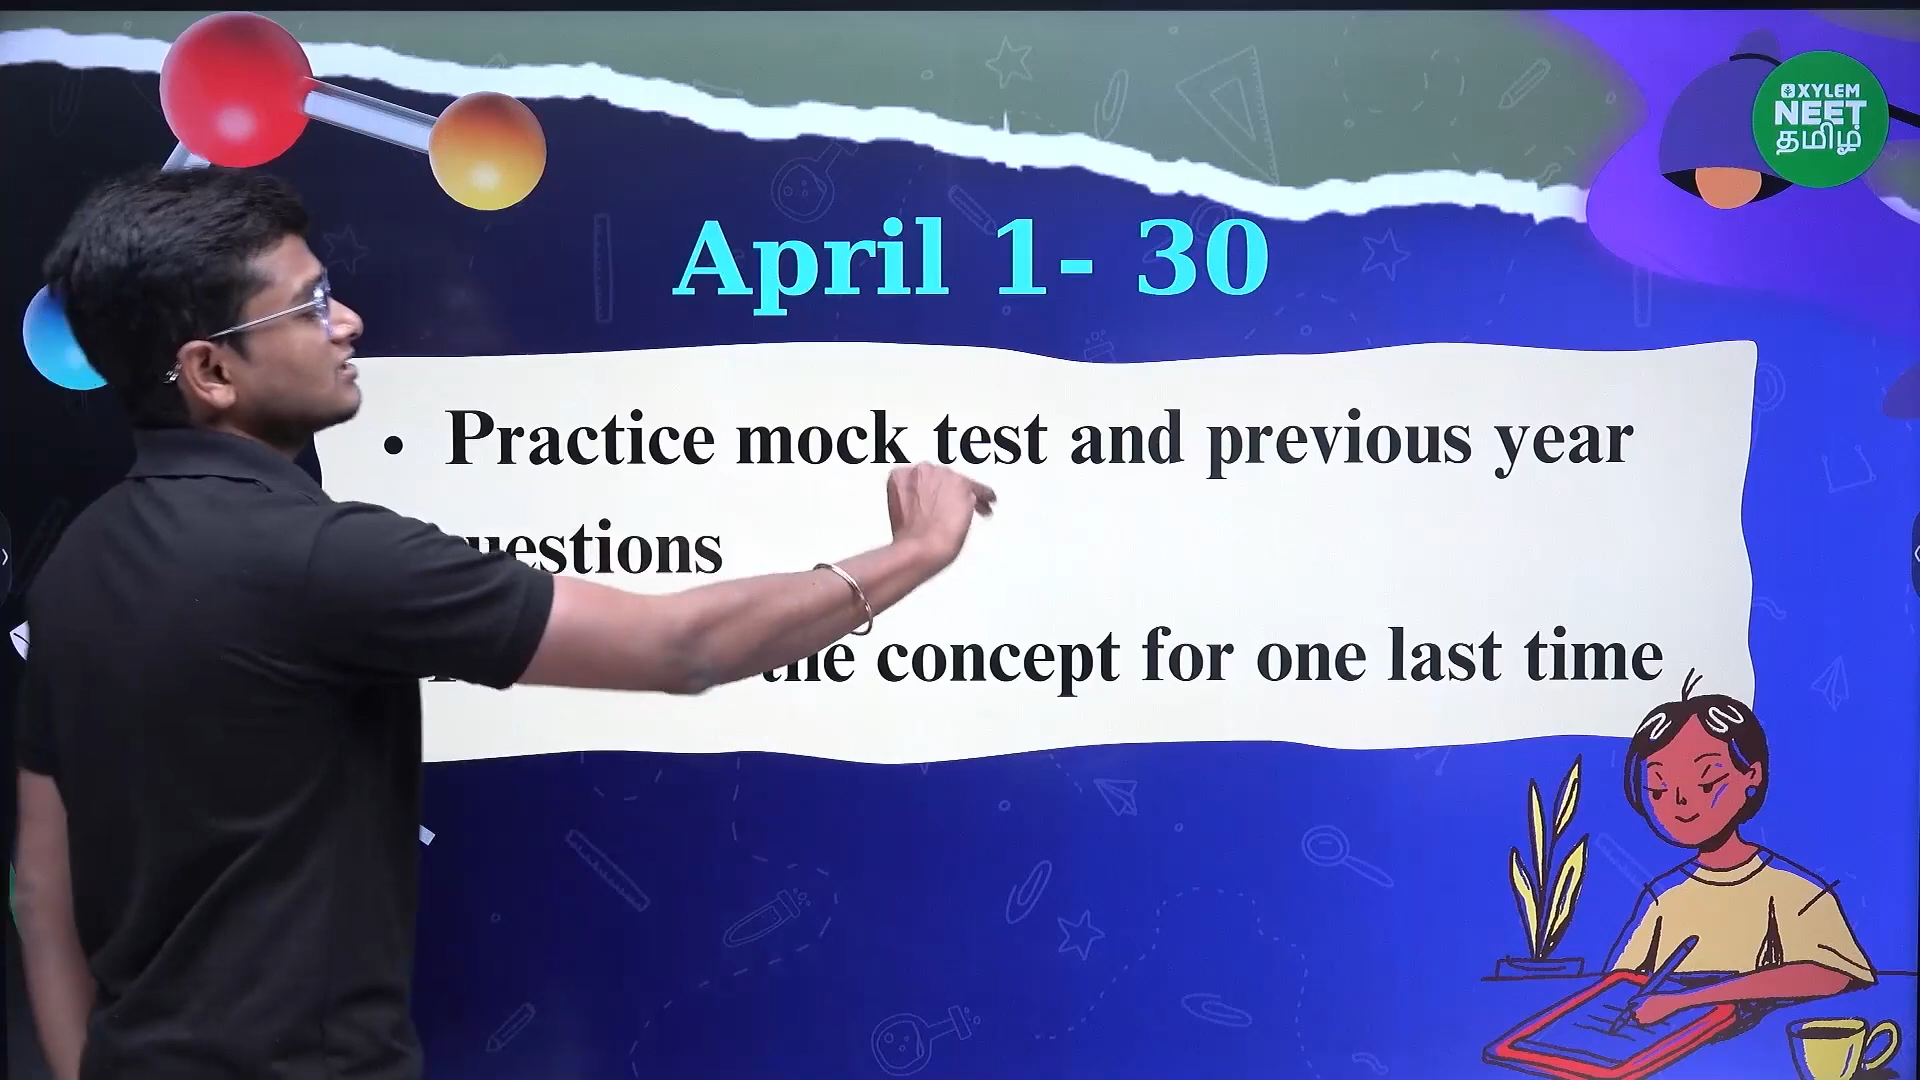 XYLEM
NEET
தமிழ்
April 1- 30
• Practice mock test and previous year
uestions
the concept for one last time